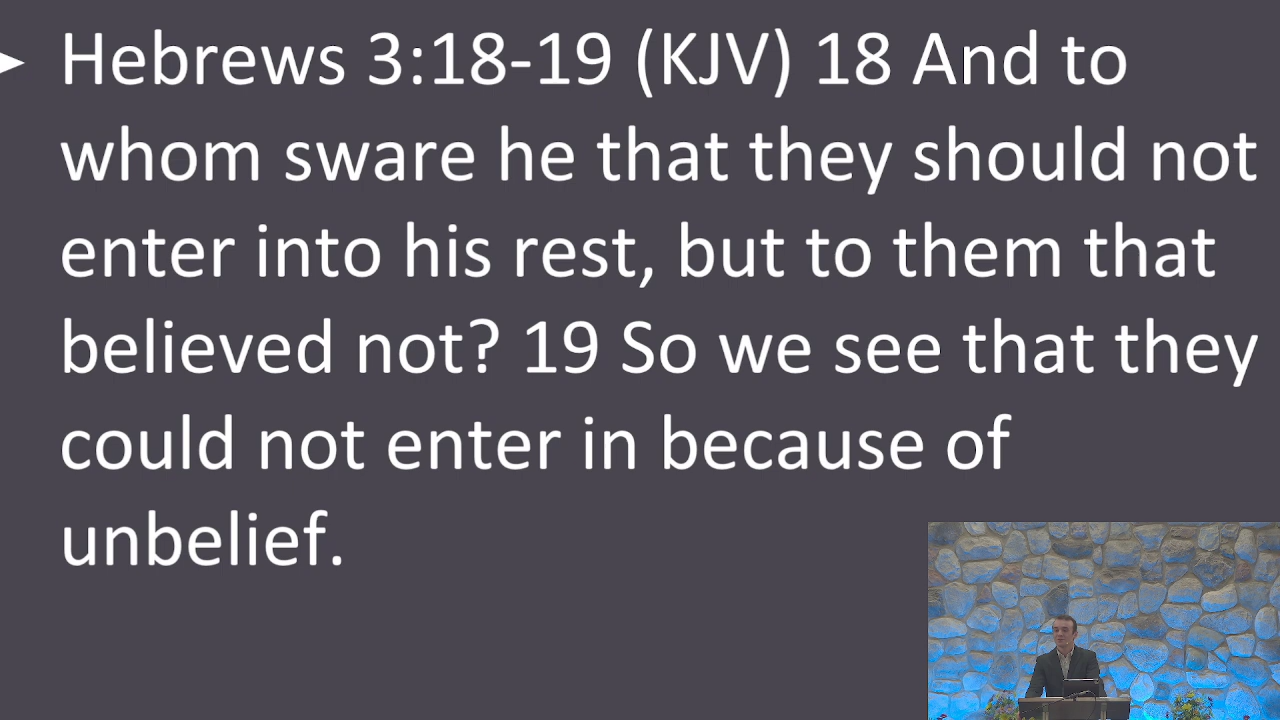 Hebrews 3:18-19 (KJV) 18 And to
whom sware he that they should not
enter into his rest, but to them that
believed not? 19 So we see that they
could not enter in because of
unbelief.